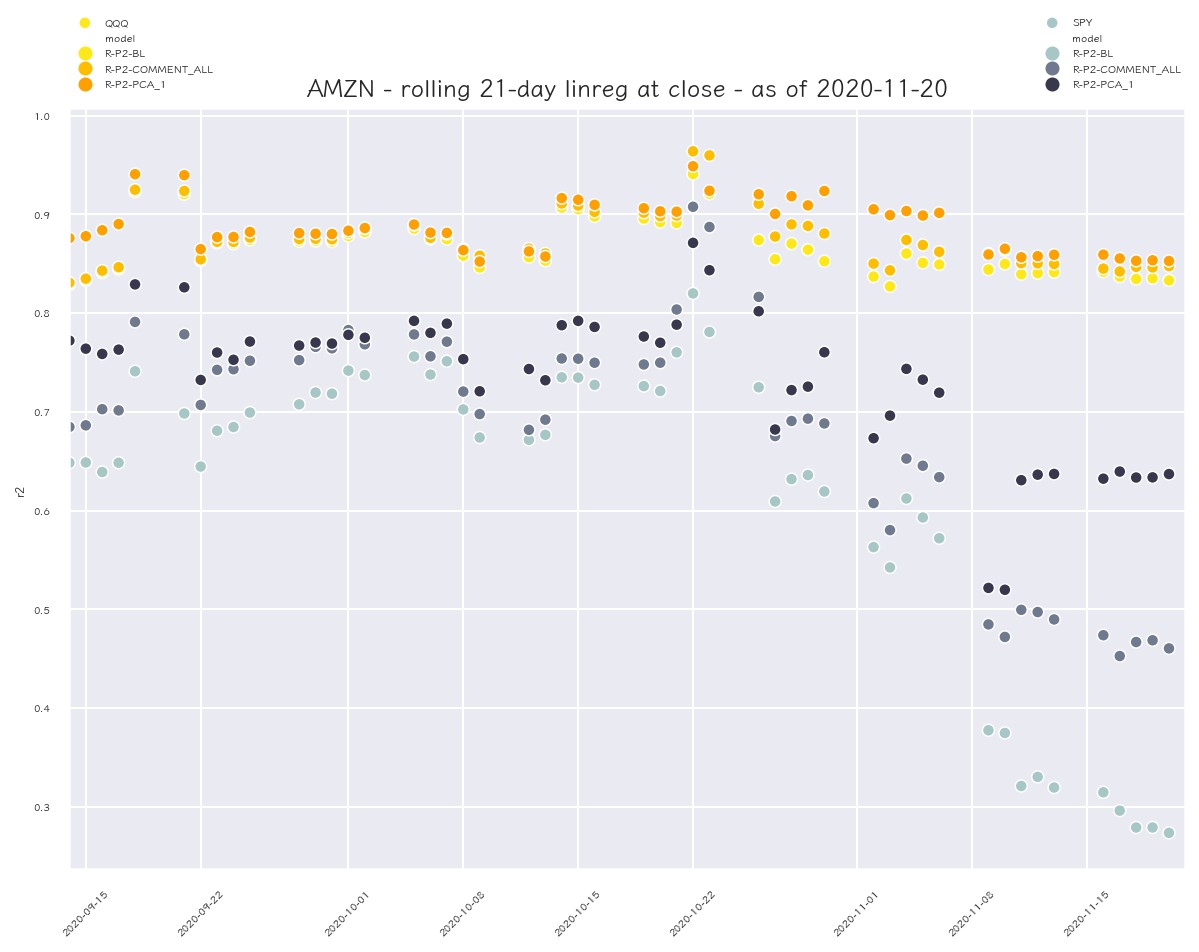 QQQ
model
R-P2-BL
R-P2-COMMENT_ALL
R-P2-PCA_1
SPY
model
R-P2-BL
R-P2-COMMENT_ALL
R-P2-PCA_1
AMZN - rolling 21-day linreg at close - as of 2020-11-20
1.0
0.9
0.8
0.7
0.6
0.5
0.4
0.3
r2
2020-09-15
2020-09-22
2020-10-01
2020-10-08
2020-10-15
2020-10-22
2020-11-01
2020-11-08
2020-11-15